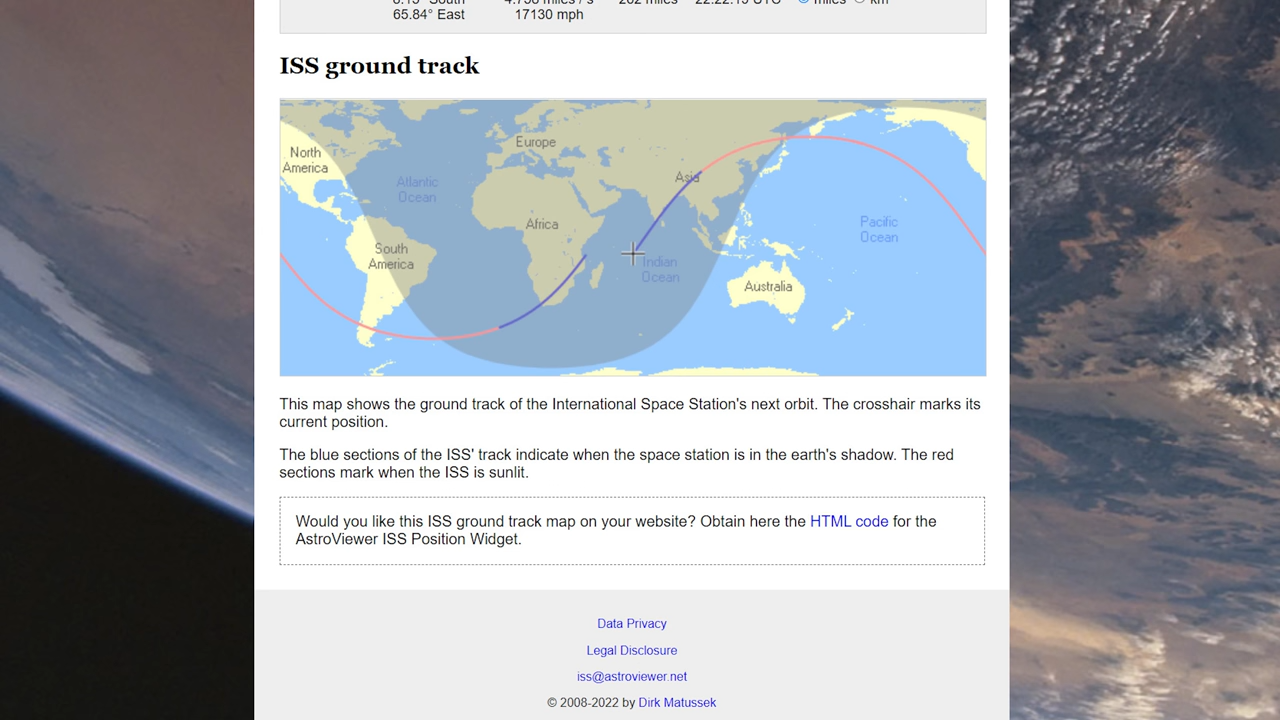 65.84° East 17130 mph
ISS ground track
North
America
Atlantic
Ocean
Europe
Asia
Africa
South
America
Indian
Ocean
Pacific
Ocean
Australia
This map shows the ground track of the International Space Station's next orbit. The crosshair marks its
current position.
The blue sections of the ISS' track indicate when the space station is in the earth's shadow. The red
sections mark when the ISS is sunlit.
Would you like this ISS ground track map on your website? Obtain here the HTML code for the
AstroViewer ISS Position Widget.
Data Privacy
Legal Disclosure
iss@astroviewer.net
© 2008-2022 by Dirk Matussek